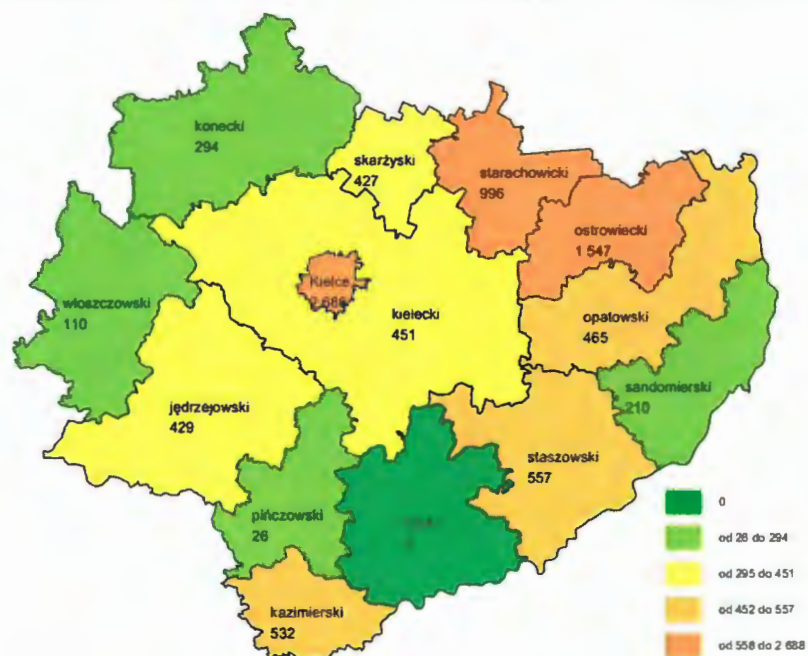 konecki
294
skarżyski
427
starachowicki
996
ostrowiecki
1 547
Kielce
2 688
włoszczowski
110
kielecki
451
opatowski
465
sandomierski
210
jędrzejowski
429
staszowski
557
pińczowski
26
kazimierski
532
0
od 26 do 294
od 295 do 451
od 452 do 557
od 558 do 2 688